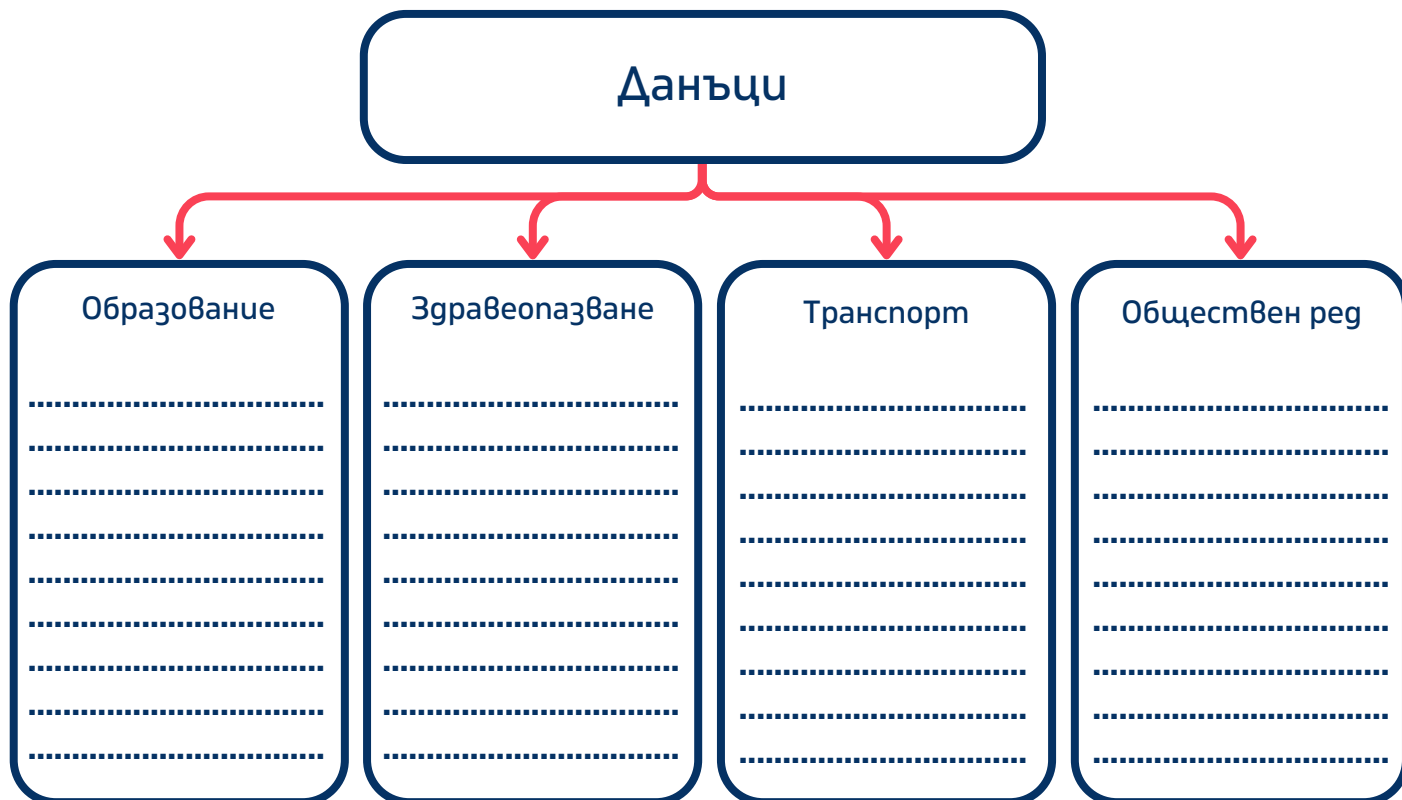 Данъци
Образование
Здравеопазване
Транспорт
Обществен ред